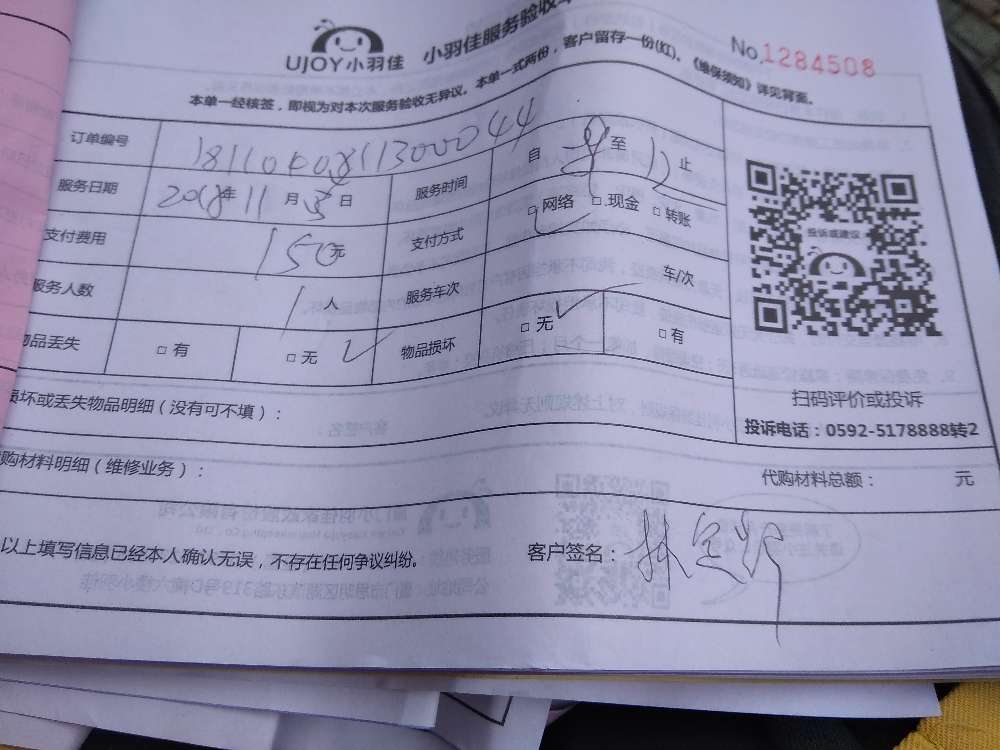 UJOY小羽佳 小羽佳服务验收单
No.1284508
本单一经核签，即视为对本次服务验收无异议。本单一式两份，客户留存一份(红)。《维保须知》详见背面。
订单编号
服务日期 2018年11月 日 服务时间 自 至12止
支付费用 150元 支付方式 □网络 □现金 □转账
服务人数 1人 服务车次 车/次
物品丢失 □有 □无 物品损坏 □无 □有
投诉或建议
扫码评价或投诉
投诉电话：0592-5178888转2
损坏或丢失物品明细（没有可不填）：
代购材料明细（维修业务）： 代购材料总额： 元
以上填写信息已经本人确认无误，不存在任何争议纠纷。 客户签名：林